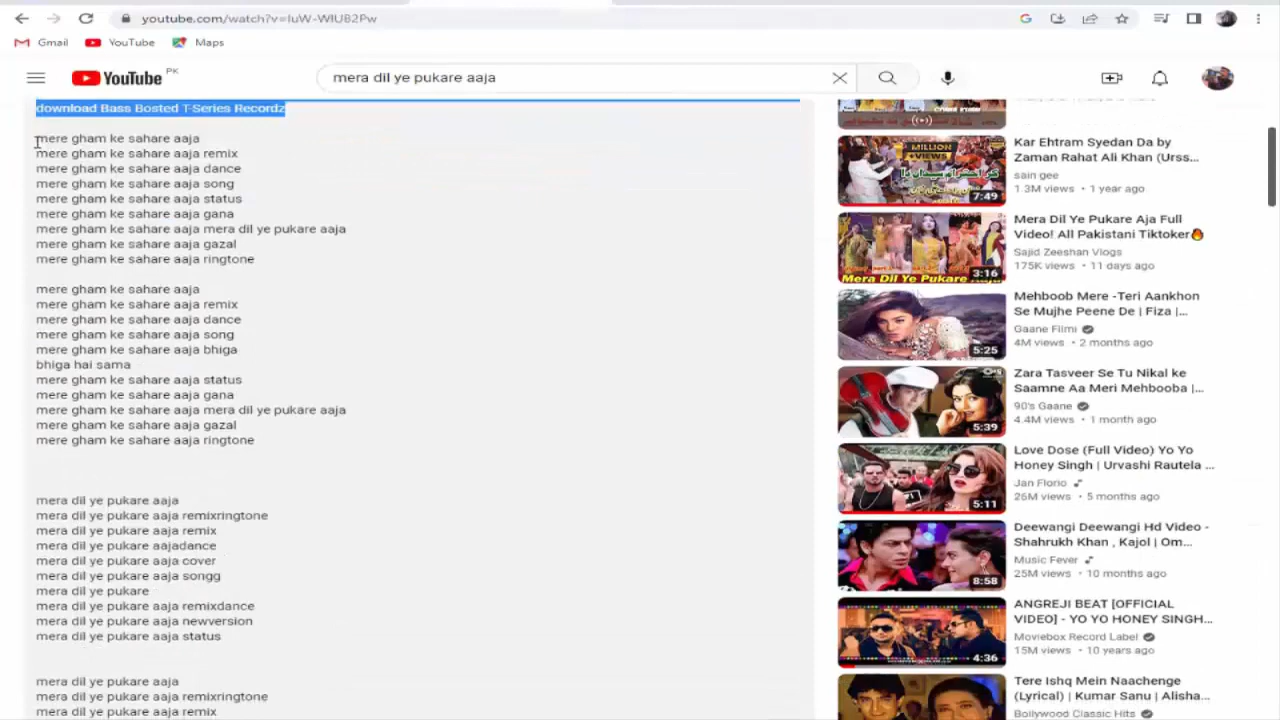 youtube.com/watch?v=luW-WlU82Pw
Gmail
YouTube
Maps
YouTube PK
mera dil ye pukare aaja
download Bass Bosted T-Series Recordz
mere gham ke sahare aaja
mere gham ke sahare aaja remix
mere gham ke sahare aaja dance
mere gham ke sahare aaja song
mere gham ke sahare aaja status
mere gham ke sahare aaja gana
mere gham ke sahare aaja mera dil ye pukare aaja
mere gham ke sahare aaja gazal
mere gham ke sahare aaja ringtone
mere gham ke sahare aaja
mere gham ke sahare aaja remix
mere gham ke sahare aaja dance
mere gham ke sahare aaja song
mere gham ke sahare aaja bhiga
bhiga hai sama
mere gham ke sahare aaja status
mere gham ke sahare aaja gana
mere gham ke sahare aaja mera dil ye pukare aaja
mere gham ke sahare aaja gazal
mere gham ke sahare aaja ringtone
mera dil ye pukare aaja
mera dil ye pukare aaja remixringtone
mera dil ye pukare aaja remix
mera dil ye pukare aajadance
mera dil ye pukare aaja cover
mera dil ye pukare aaja songg
mera dil ye pukare
mera dil ye pukare aaja remixdance
mera dil ye pukare aaja newversion
mera dil ye pukare aaja status
mera dil ye pukare aaja
mera dil ye pukare aaja remixringtone
mera dil ye pukare aaja remix
MILLION
+VIEWS
7:49
Kar Ehtram Syedan Da by
Zaman Rahat Ali Khan (Urss...
sain gee
1.3M views • 1 year ago
Mera Dil Ye Pukare Aaja
3:16
Mera Dil Ye Pukare Aja Full
Video! All Pakistani Tiktoker🔥
Sajid Zeeshan Vlogs
175K views • 11 days ago
5:25
Mehboob Mere -Teri Aankhon
Se Mujhe Peene De | Fiza |...
Gaane Filmi
4M views • 2 months ago
5:39
Zara Tasveer Se Tu Nikal ke
Saamne Aa Meri Mehbooba |...
90's Gaane
4.4M views • 1 month ago
5:11
Love Dose (Full Video) Yo Yo
Honey Singh | Urvashi Rautela ...
Jan Florio
26M views • 5 months ago
8:58
Deewangi Deewangi Hd Video -
Shahrukh Khan , Kajol | Om...
Music Fever
25M views • 10 months ago
4:36
ANGREJI BEAT [OFFICIAL
VIDEO] - YO YO HONEY SINGH...
Moviebox Record Label
15M views • 10 years ago
Tere Ishq Mein Naachenge
(Lyrical) | Kumar Sanu | Alisha...
Bollywood Classic Hits